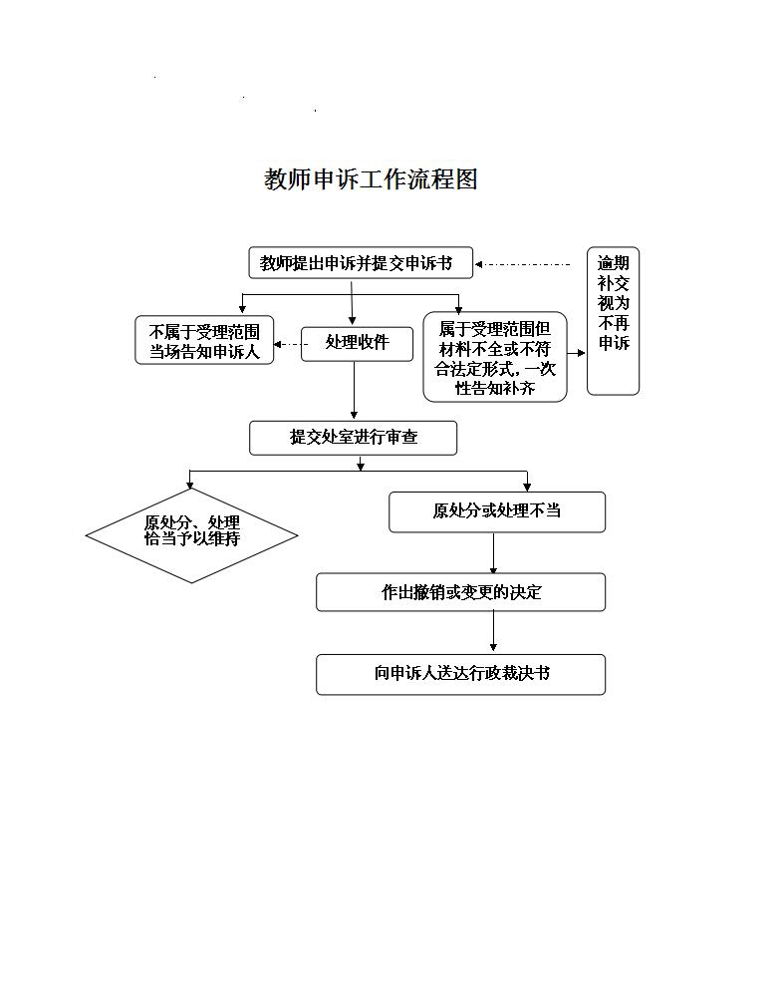 教师申诉工作流程图
教师提出申诉并提交申诉书
逾期
补交
视为
不再
申诉
不属于受理范围
当场告知申诉人
处理收件
属于受理范围但
材料不全或不符
合法定形式，一次
性告知补齐
提交处室进行审查
原处分、处理
恰当予以维持
原处分或处理不当
作出撤销或变更的决定
向申诉人送达行政裁决书